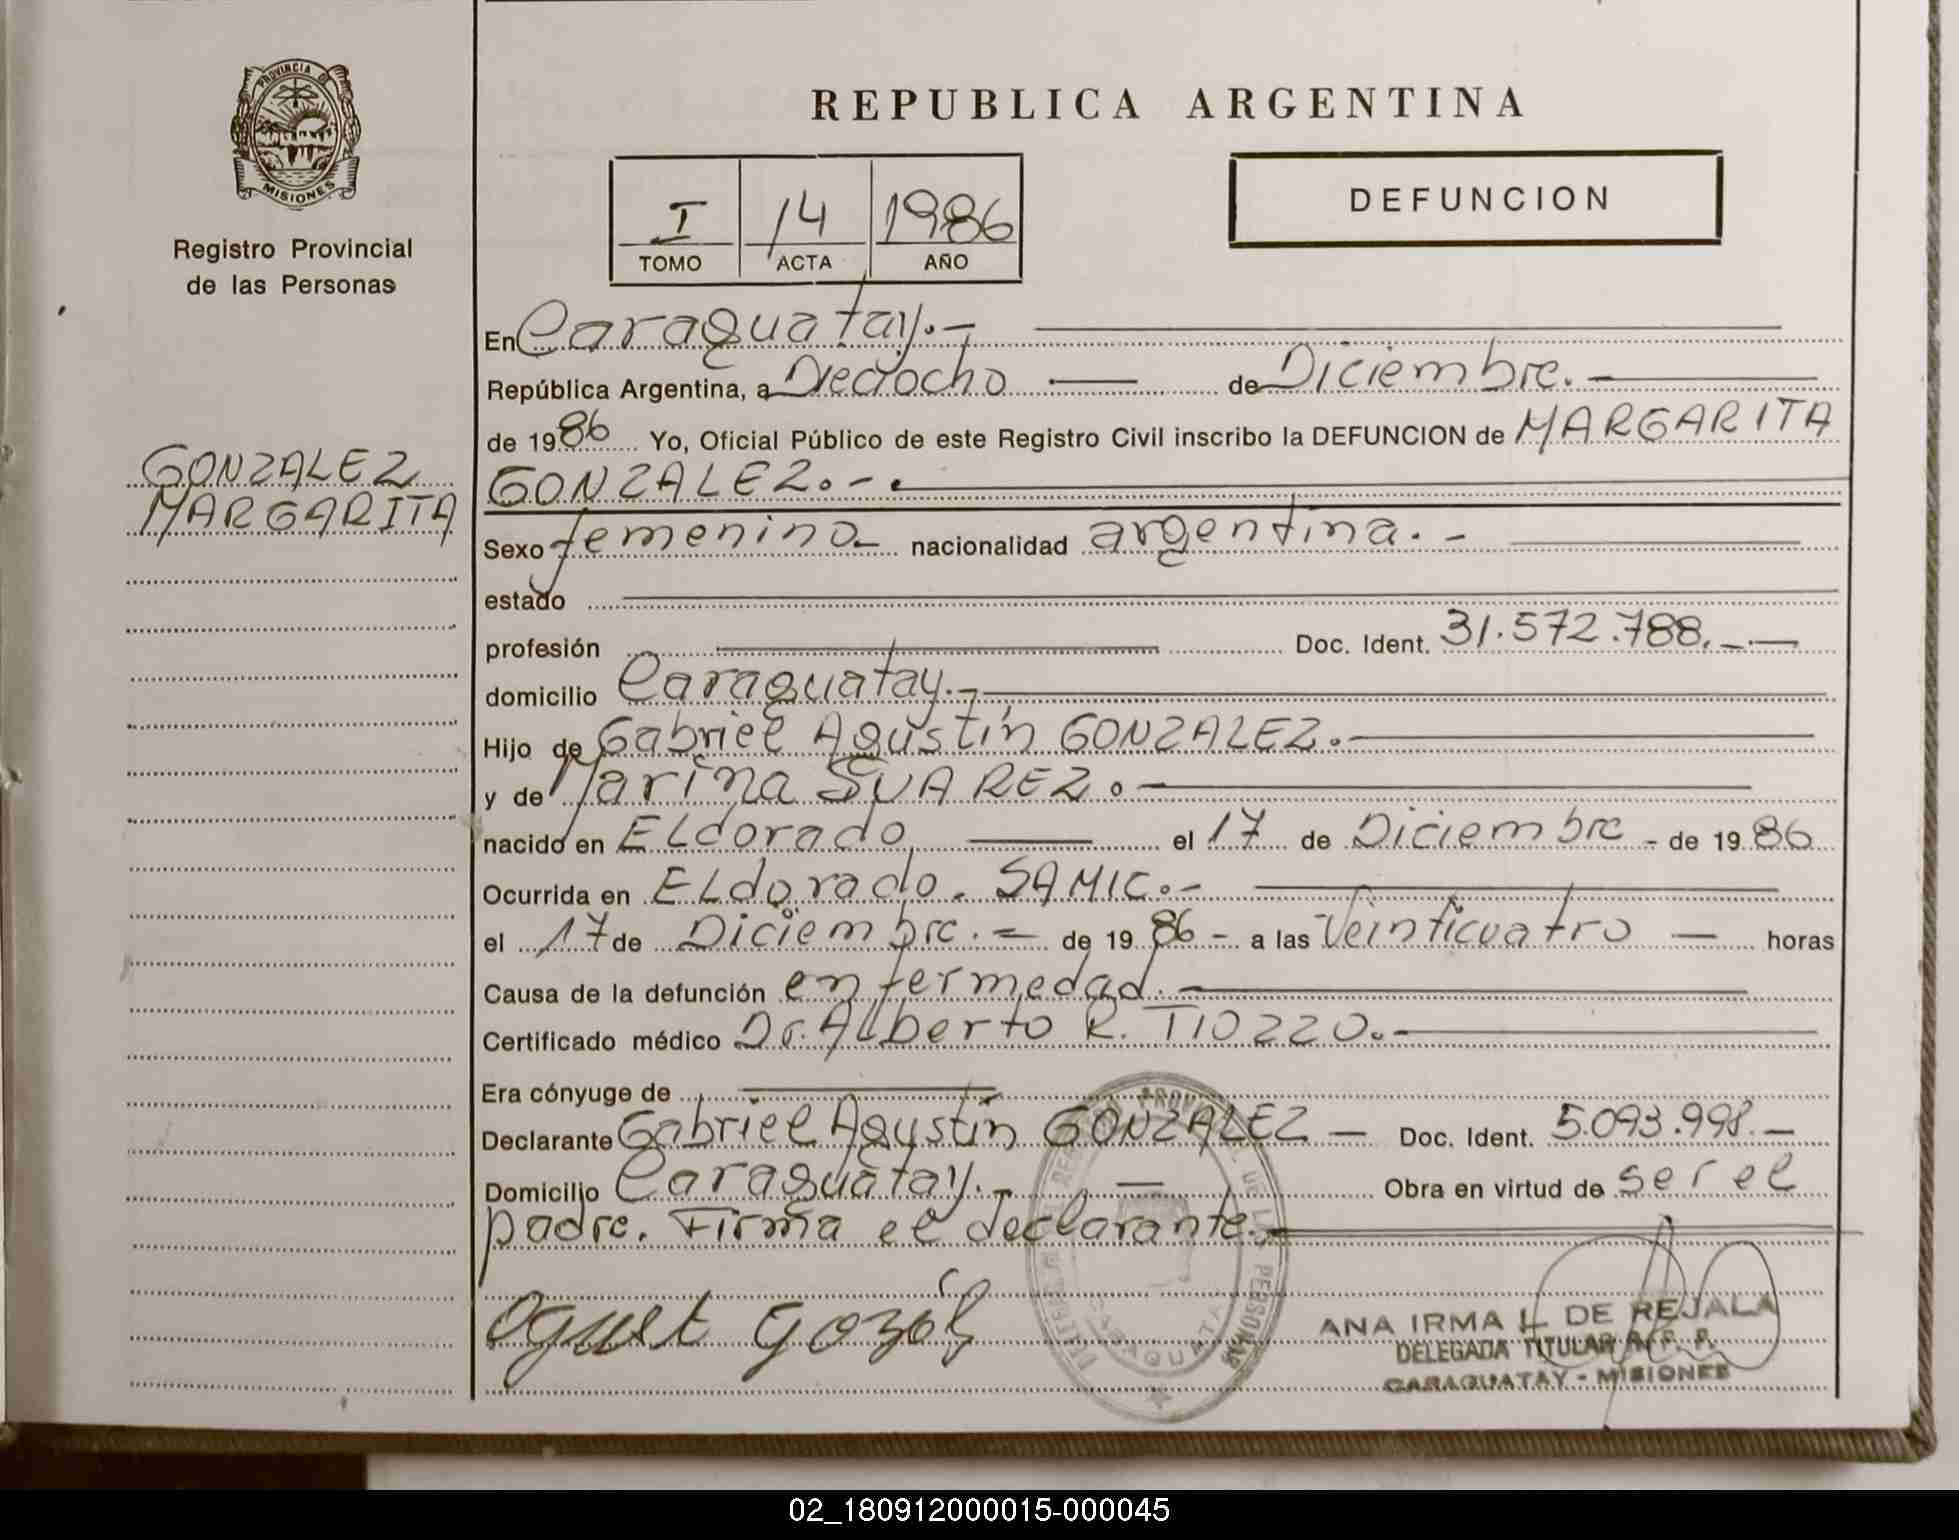 PROVINCIA DE
MISIONES
Registro Provincial
de las Personas
GONZALEZ
MARGARITA
REPUBLICA ARGENTINA
I 14 1986
TOMO ACTA AÑO
DEFUNCION
En Caraguatay.-
República Argentina, a Dieciocho de Diciembre.-
de 1986 Yo, Oficial Público de este Registro Civil inscribo la DEFUNCION de MARGARITA
GONZALEZ.-
Sexo femenino- nacionalidad argentina.-
estado
profesión Doc. Ident. 31.572.788.-.-
domicilio Caraguatay.-
Hijo de Gabriel Agustín GONZALEZ.-
y de Marina SUAREZ.-
nacido en ELdorado el 17 de Diciembre - de 1986
Ocurrida en ELdorado. SAMIC.-
el 17 de Diciembre.= de 1986- a las Veinticuatro - horas
Causa de la defunción enfermedad.-
Certificado médico Dr. ALberto R. TIOZZO.-
Era cónyuge de
Declarante Gabriel Agustín GONZALEZ - Doc. Ident. 5.093.998.-
Domicilio Caraguatay.- - Obra en virtud de ser el
padre. Firma el declarante.-
ANA IRMA L. DE REJALA
DELEGADA TITULAR R. P. P.
CARAGUATAY - MISIONES
02_180912000015-000045